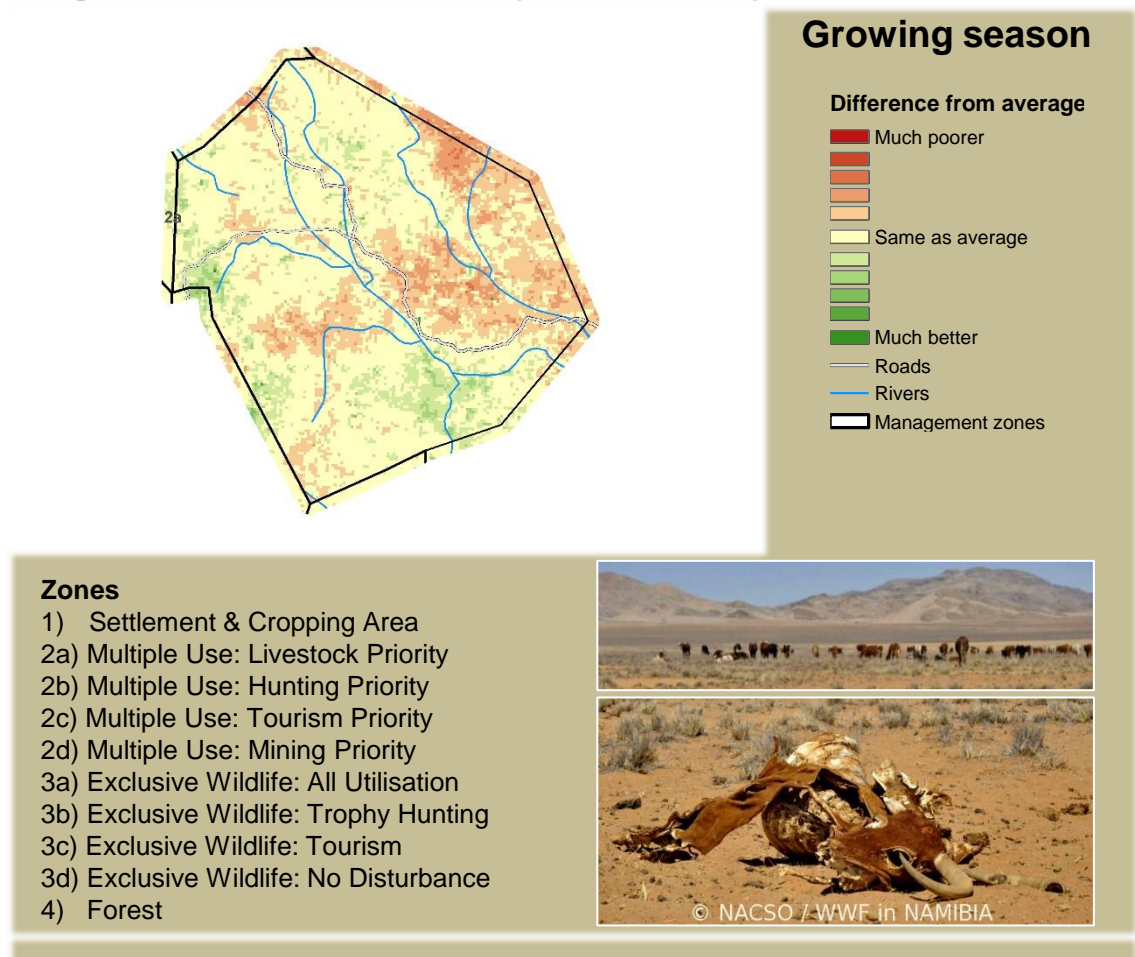 Growing season
Difference from average
Much poorer
Same as average
Much better
Roads
Rivers
Management zones
2a
Zones
1) Settlement & Cropping Area
2a) Multiple Use: Livestock Priority
2b) Multiple Use: Hunting Priority
2c) Multiple Use: Tourism Priority
2d) Multiple Use: Mining Priority
3a) Exclusive Wildlife: All Utilisation
3b) Exclusive Wildlife: Trophy Hunting
3c) Exclusive Wildlife: Tourism
3d) Exclusive Wildlife: No Disturbance
4) Forest
© NACSO / WWF in NAMIBIA